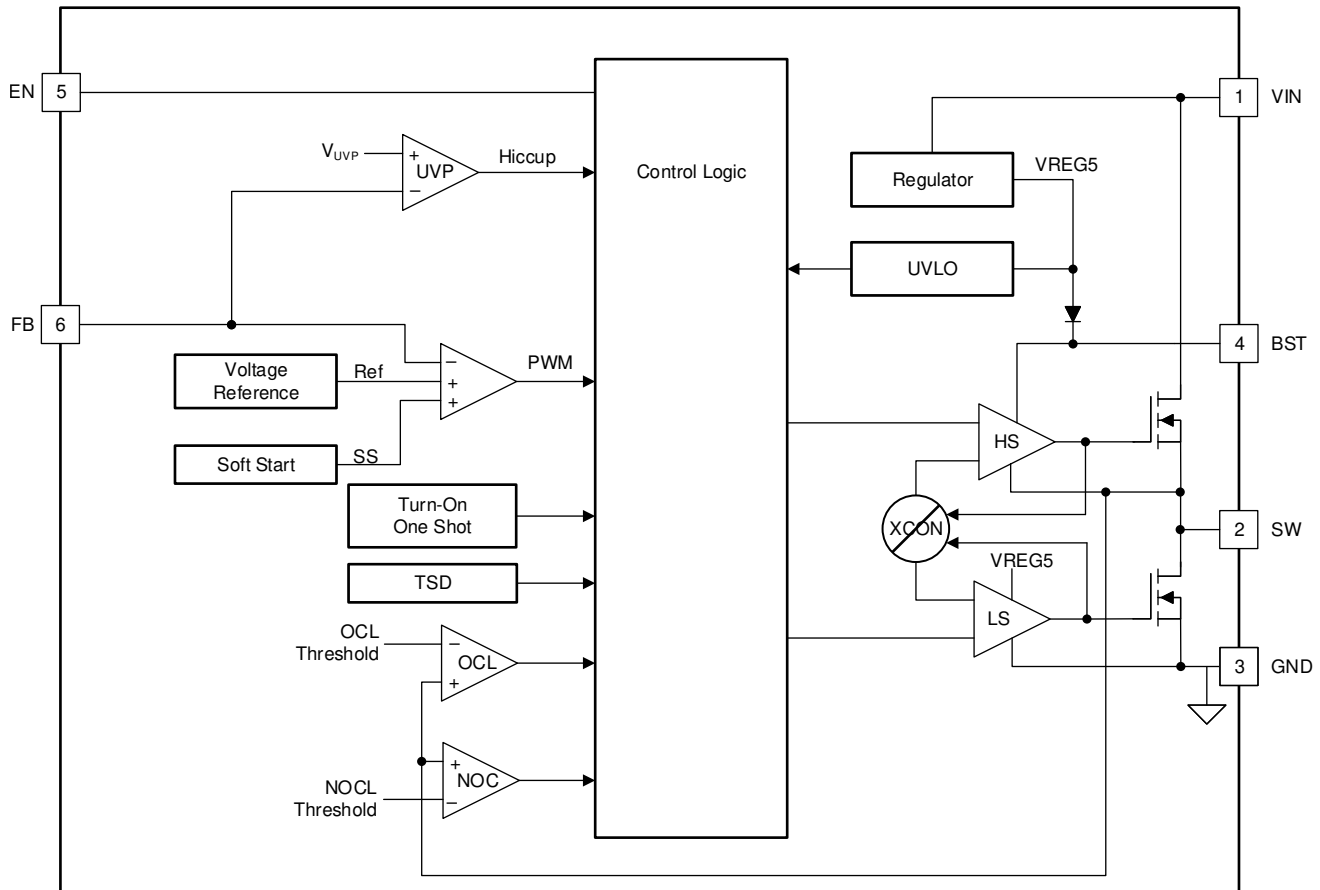 EN 5
1 VIN
VUVP
+
UVP
−
Hiccup
Control Logic
Regulator
VREG5
UVLO
FB 6
4 BST
Voltage
Reference
Ref
−
+
+
PWM
Soft Start
SS
HS
Turn-On
One Shot
XCON
2 SW
TSD
VREG5
LS
OCL
Threshold
−
OCL
+
3 GND
NOCL
Threshold
+
NOC
−